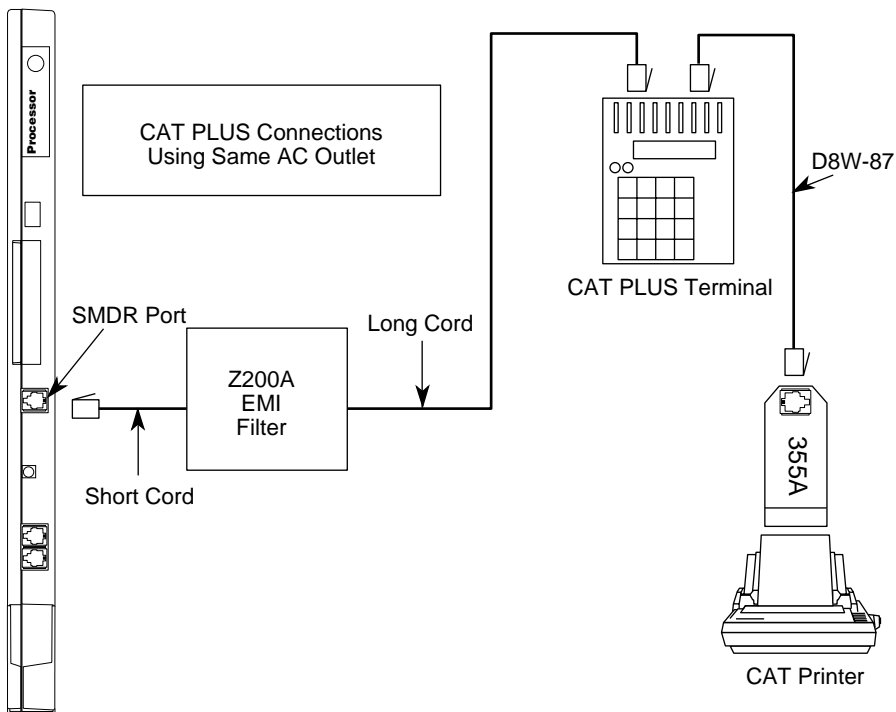 Processor
CAT PLUS Connections
Using Same AC Outlet
D8W-87
CAT PLUS Terminal
SMDR Port
Long Cord
Z200A
EMI
Filter
Short Cord
355A
CAT Printer